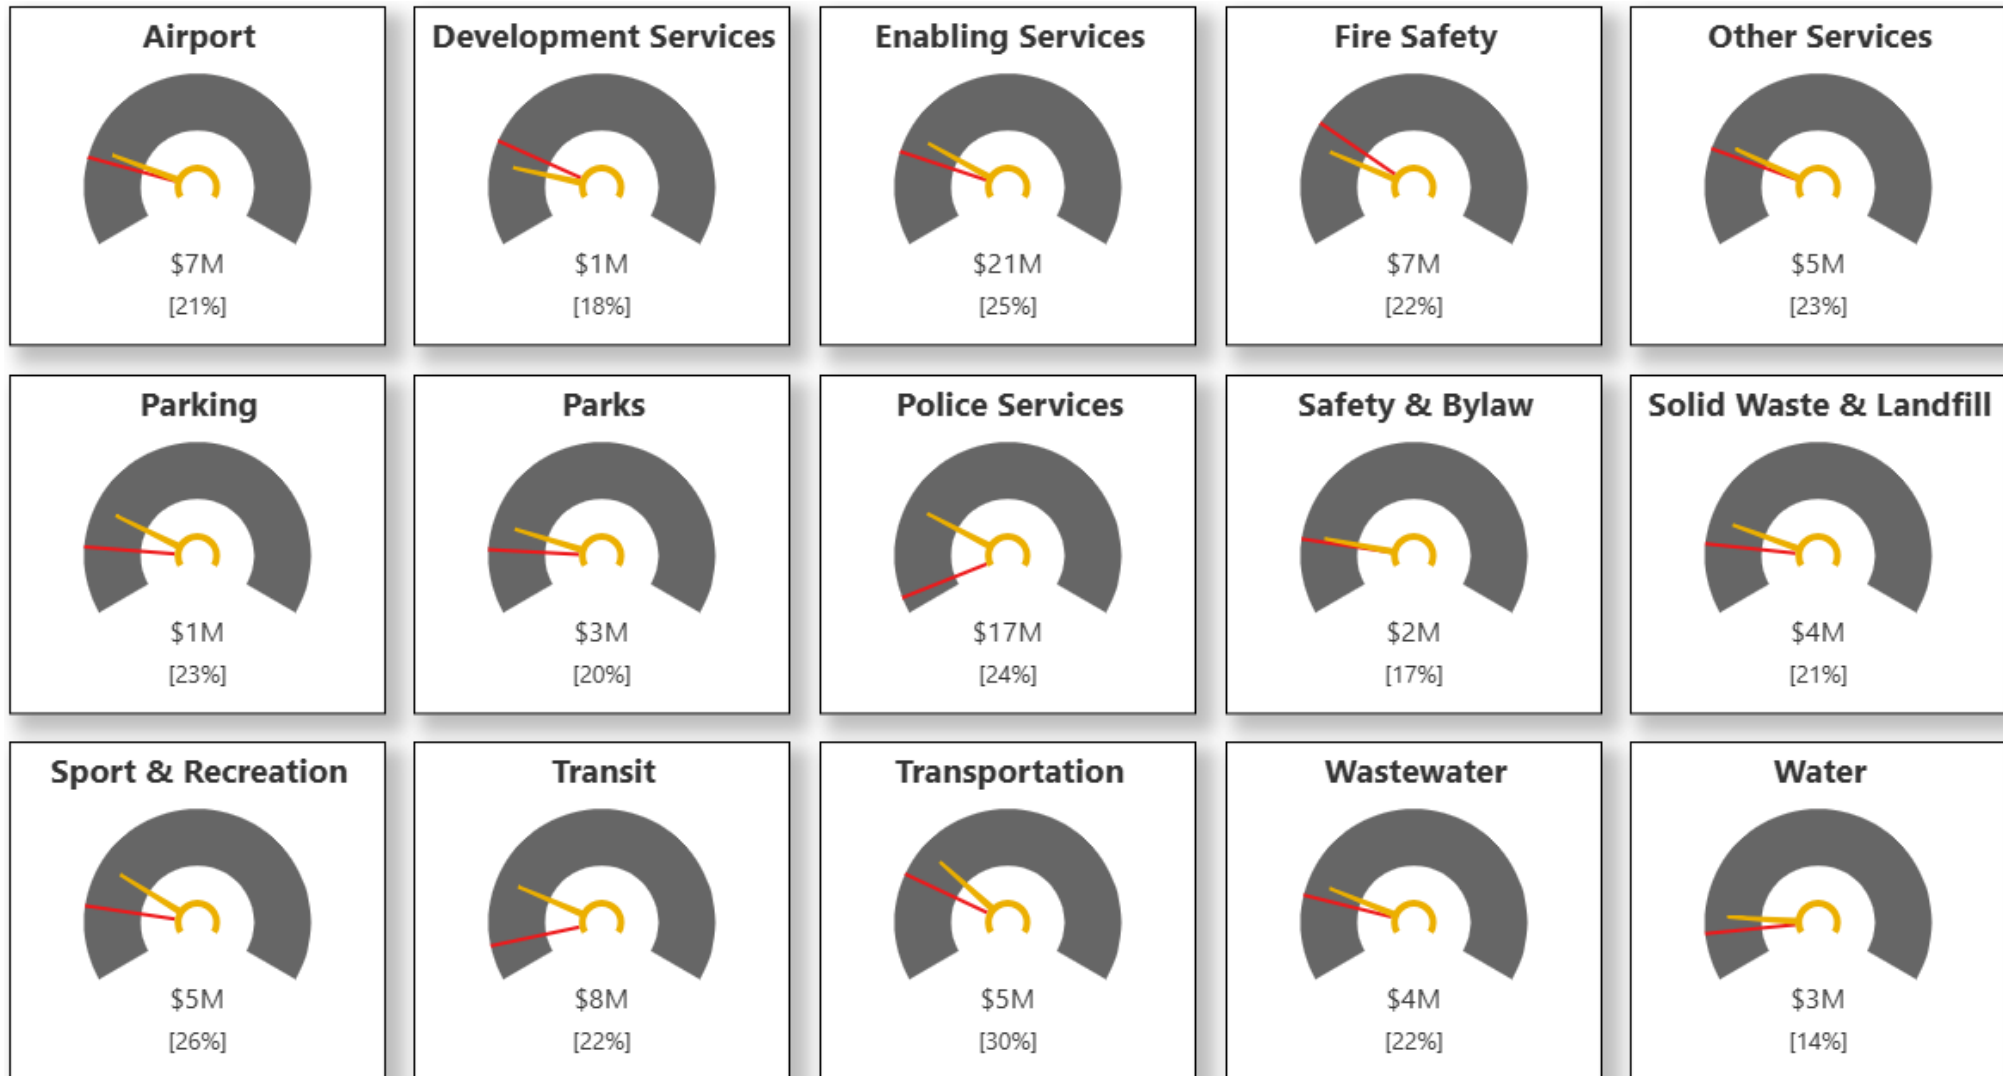 Airport
$7M
[21%]
Development Services
$1M
[18%]
Enabling Services
$21M
[25%]
Fire Safety
$7M
[22%]
Other Services
$5M
[23%]
Parking
$1M
[23%]
Parks
$3M
[20%]
Police Services
$17M
[24%]
Safety & Bylaw
$2M
[17%]
Solid Waste & Landfill
$4M
[21%]
Sport & Recreation
$5M
[26%]
Transit
$8M
[22%]
Transportation
$5M
[30%]
Wastewater
$4M
[22%]
Water
$3M
[14%]